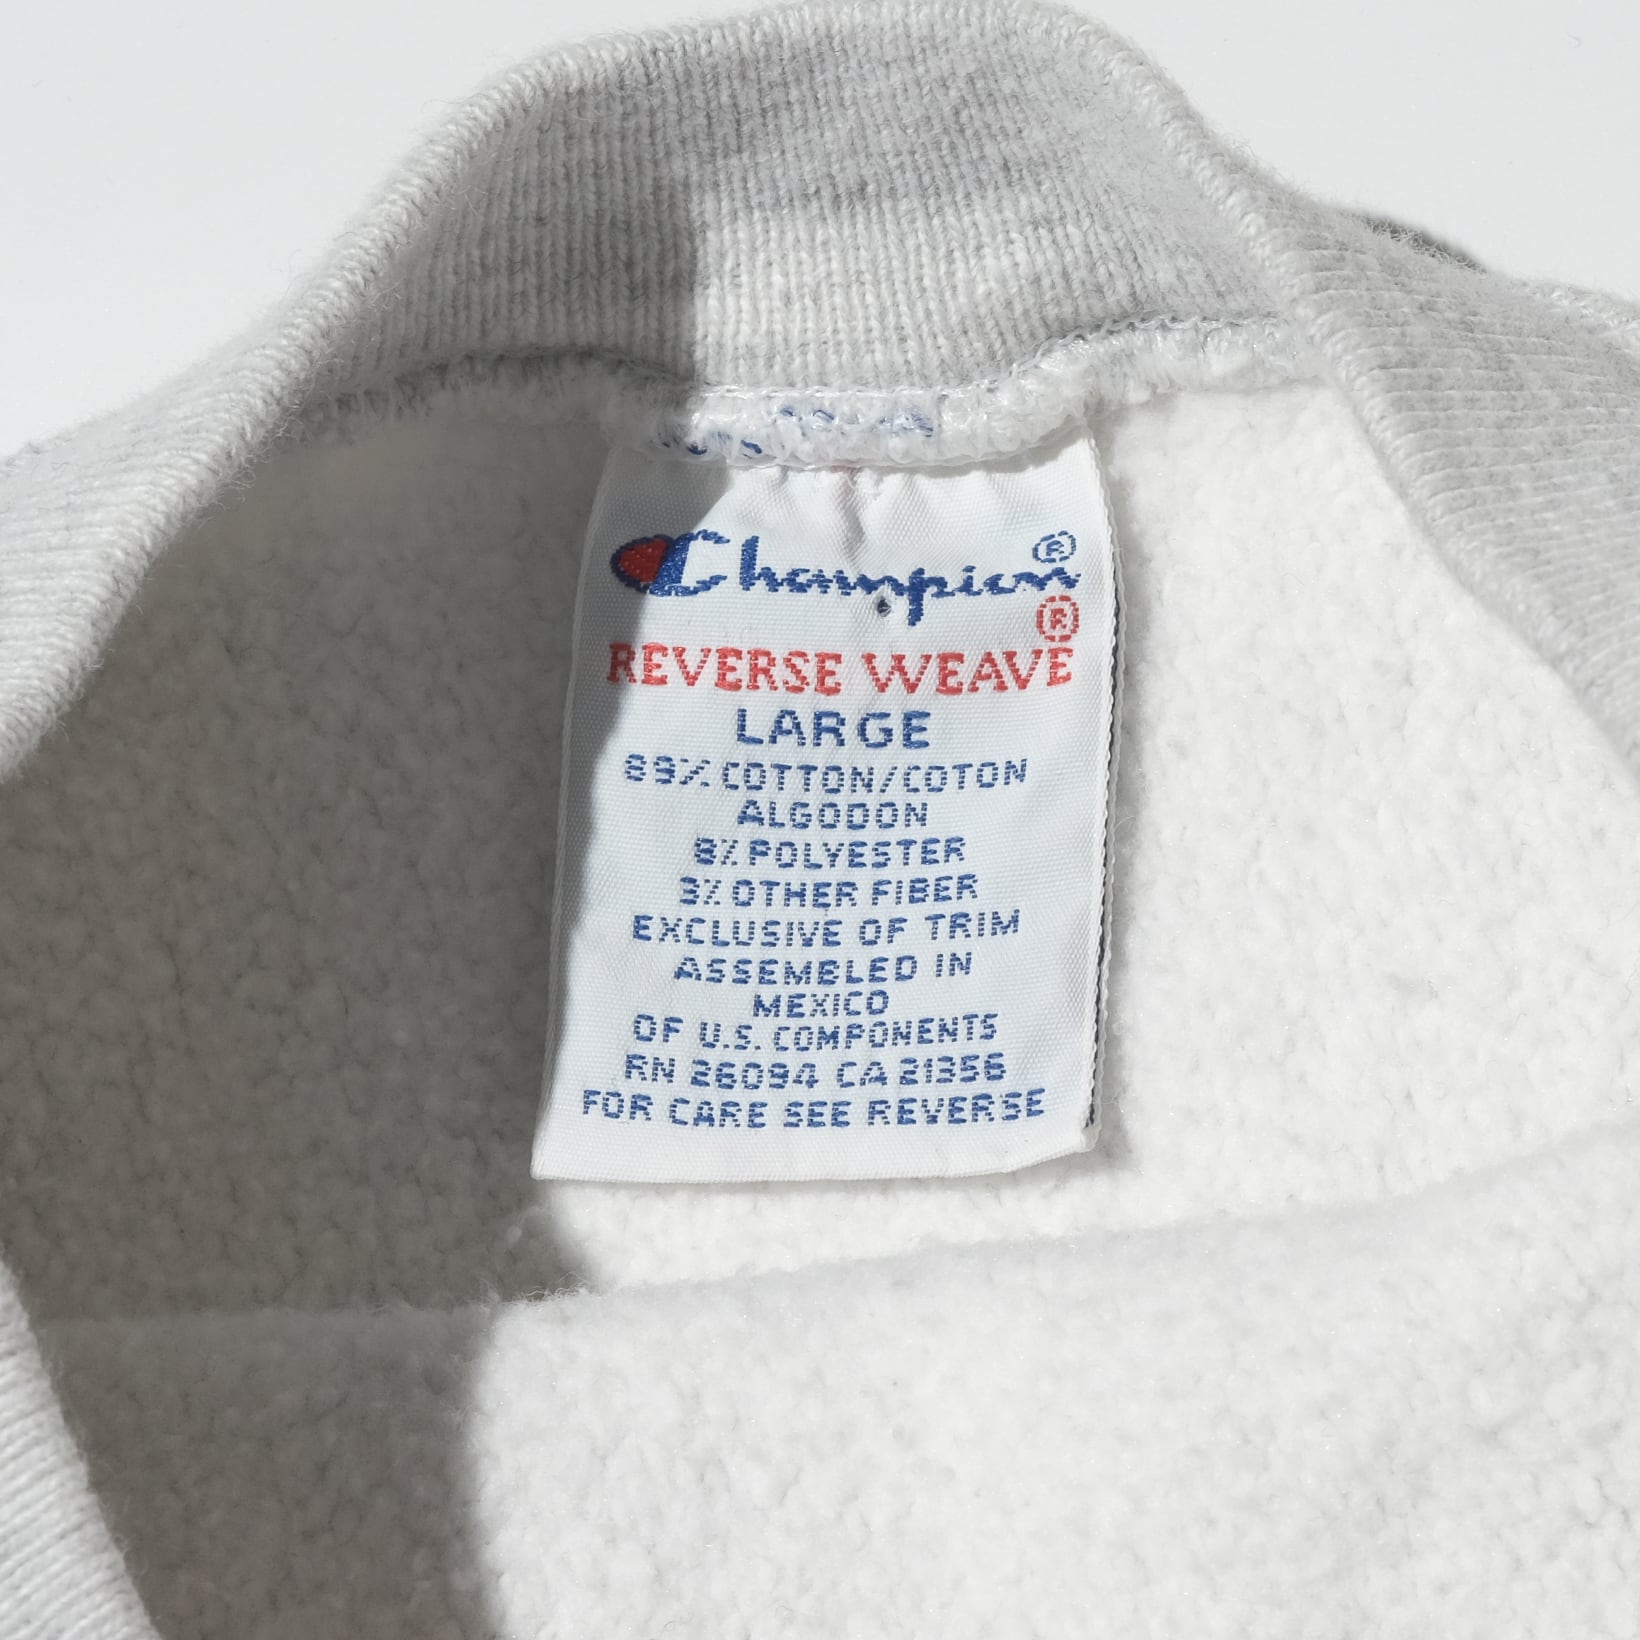 Champion®
REVERSE WEAVE®
LARGE
89% COTTON/COTON
ALGODON
8% POLYESTER
3% OTHER FIBER
EXCLUSIVE OF TRIM
ASSEMBLED IN
MEXICO
OF U.S. COMPONENTS
RN 26094 CA 21356
FOR CARE SEE REVERSE